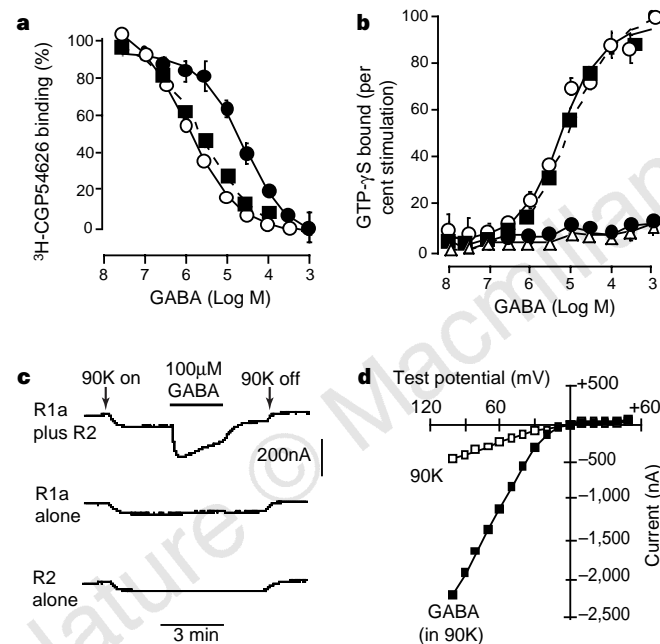 a
³H-CGP54626 binding (%)
100
80
60
40
20
0
8 7 6 5 4 3
GABA (Log M)
b
GTP-γS bound (per
cent stimulation)
100
80
60
40
20
0
8 7 6 5 4 3
GABA (Log M)
c
90K on
100µM
GABA
90K off
R1a
plus R2
200nA
R1a
alone
R2
alone
3 min
d
Test potential (mV)
+500
120 60 +60
90K
−500
−1,000
−1,500
−2,000
−2,500
Current (nA)
GABA
(in 90K)
Nature © Macmillan